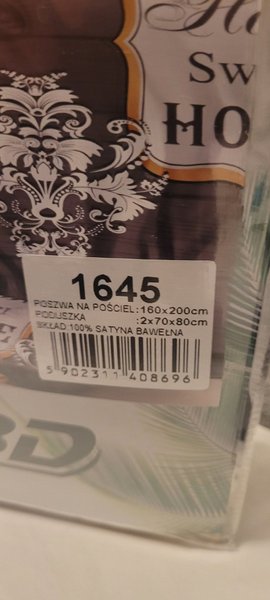 Sw
HO
1645
POSZWA NA POŚCIEL:160x200cm
PODUSZKA :2x70x80cm
SKŁAD 100% SATYNA BAWEŁNA
5 902311 408696
3D